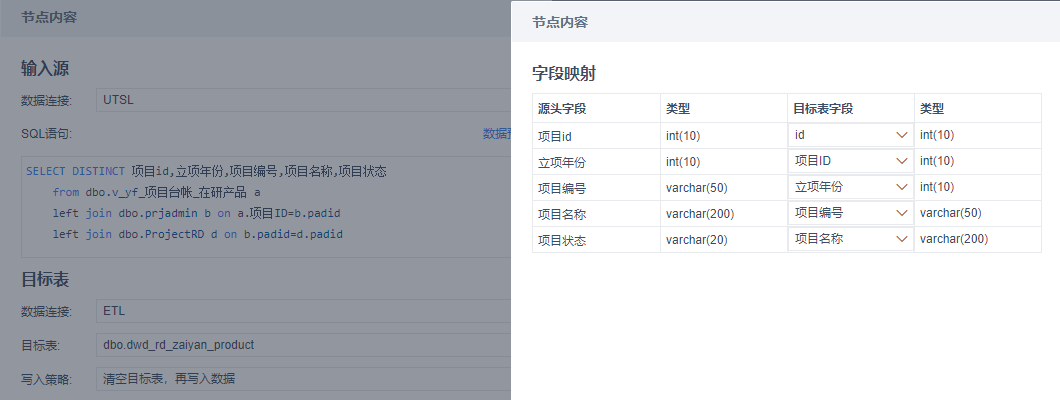 节点内容
输入源
数据连接: UTSL
SQL语句: 数据预
SELECT DISTINCT 项目id,立项年份,项目编号,项目名称,项目状态
from dbo.v_yf_项目台帐_在研产品 a
left join dbo.prjadmin b on a.项目ID=b.padid
left join dbo.ProjectRD d on b.padid=d.padid
目标表
数据连接: ETL
目标表: dbo.dwd_rd_zaiyan_product
写入策略: 清空目标表，再写入数据
节点内容
字段映射
源头字段 类型 目标表字段 类型
项目id int(10) id int(10)
立项年份 int(10) 项目ID int(10)
项目编号 varchar(50) 立项年份 int(10)
项目名称 varchar(200) 项目编号 varchar(50)
项目状态 varchar(20) 项目名称 varchar(200)